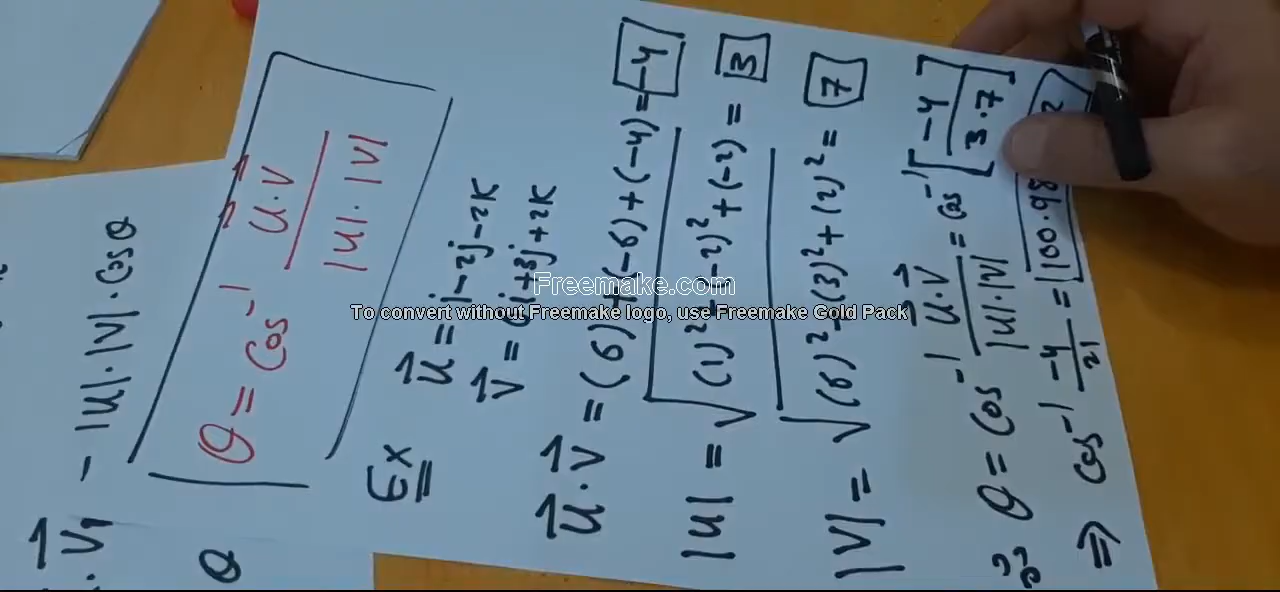 u⃗.v⃗, = |u|.|v|.cosθ
θ
θ = cos⁻¹ u⃗.v⃗ / |u|.|v|
Ex u⃗ = i-2j-2k
v⃗ = 6i+3j+2k
u⃗.v⃗ = (6)+(-6)+(-4)=-4
|u| = √(1)²+(-2)²+(-2) = 3
|v| = √(6)²+(3)²+(2)² = 7
θ = cos⁻¹ u⃗.v⃗ / |u|.|v| = cos⁻¹ [-4 / 3.7]
⇒ cos⁻¹ -4 / 21 = 100.98
Freemake.com
To convert without Freemake logo, use Freemake Gold Pack